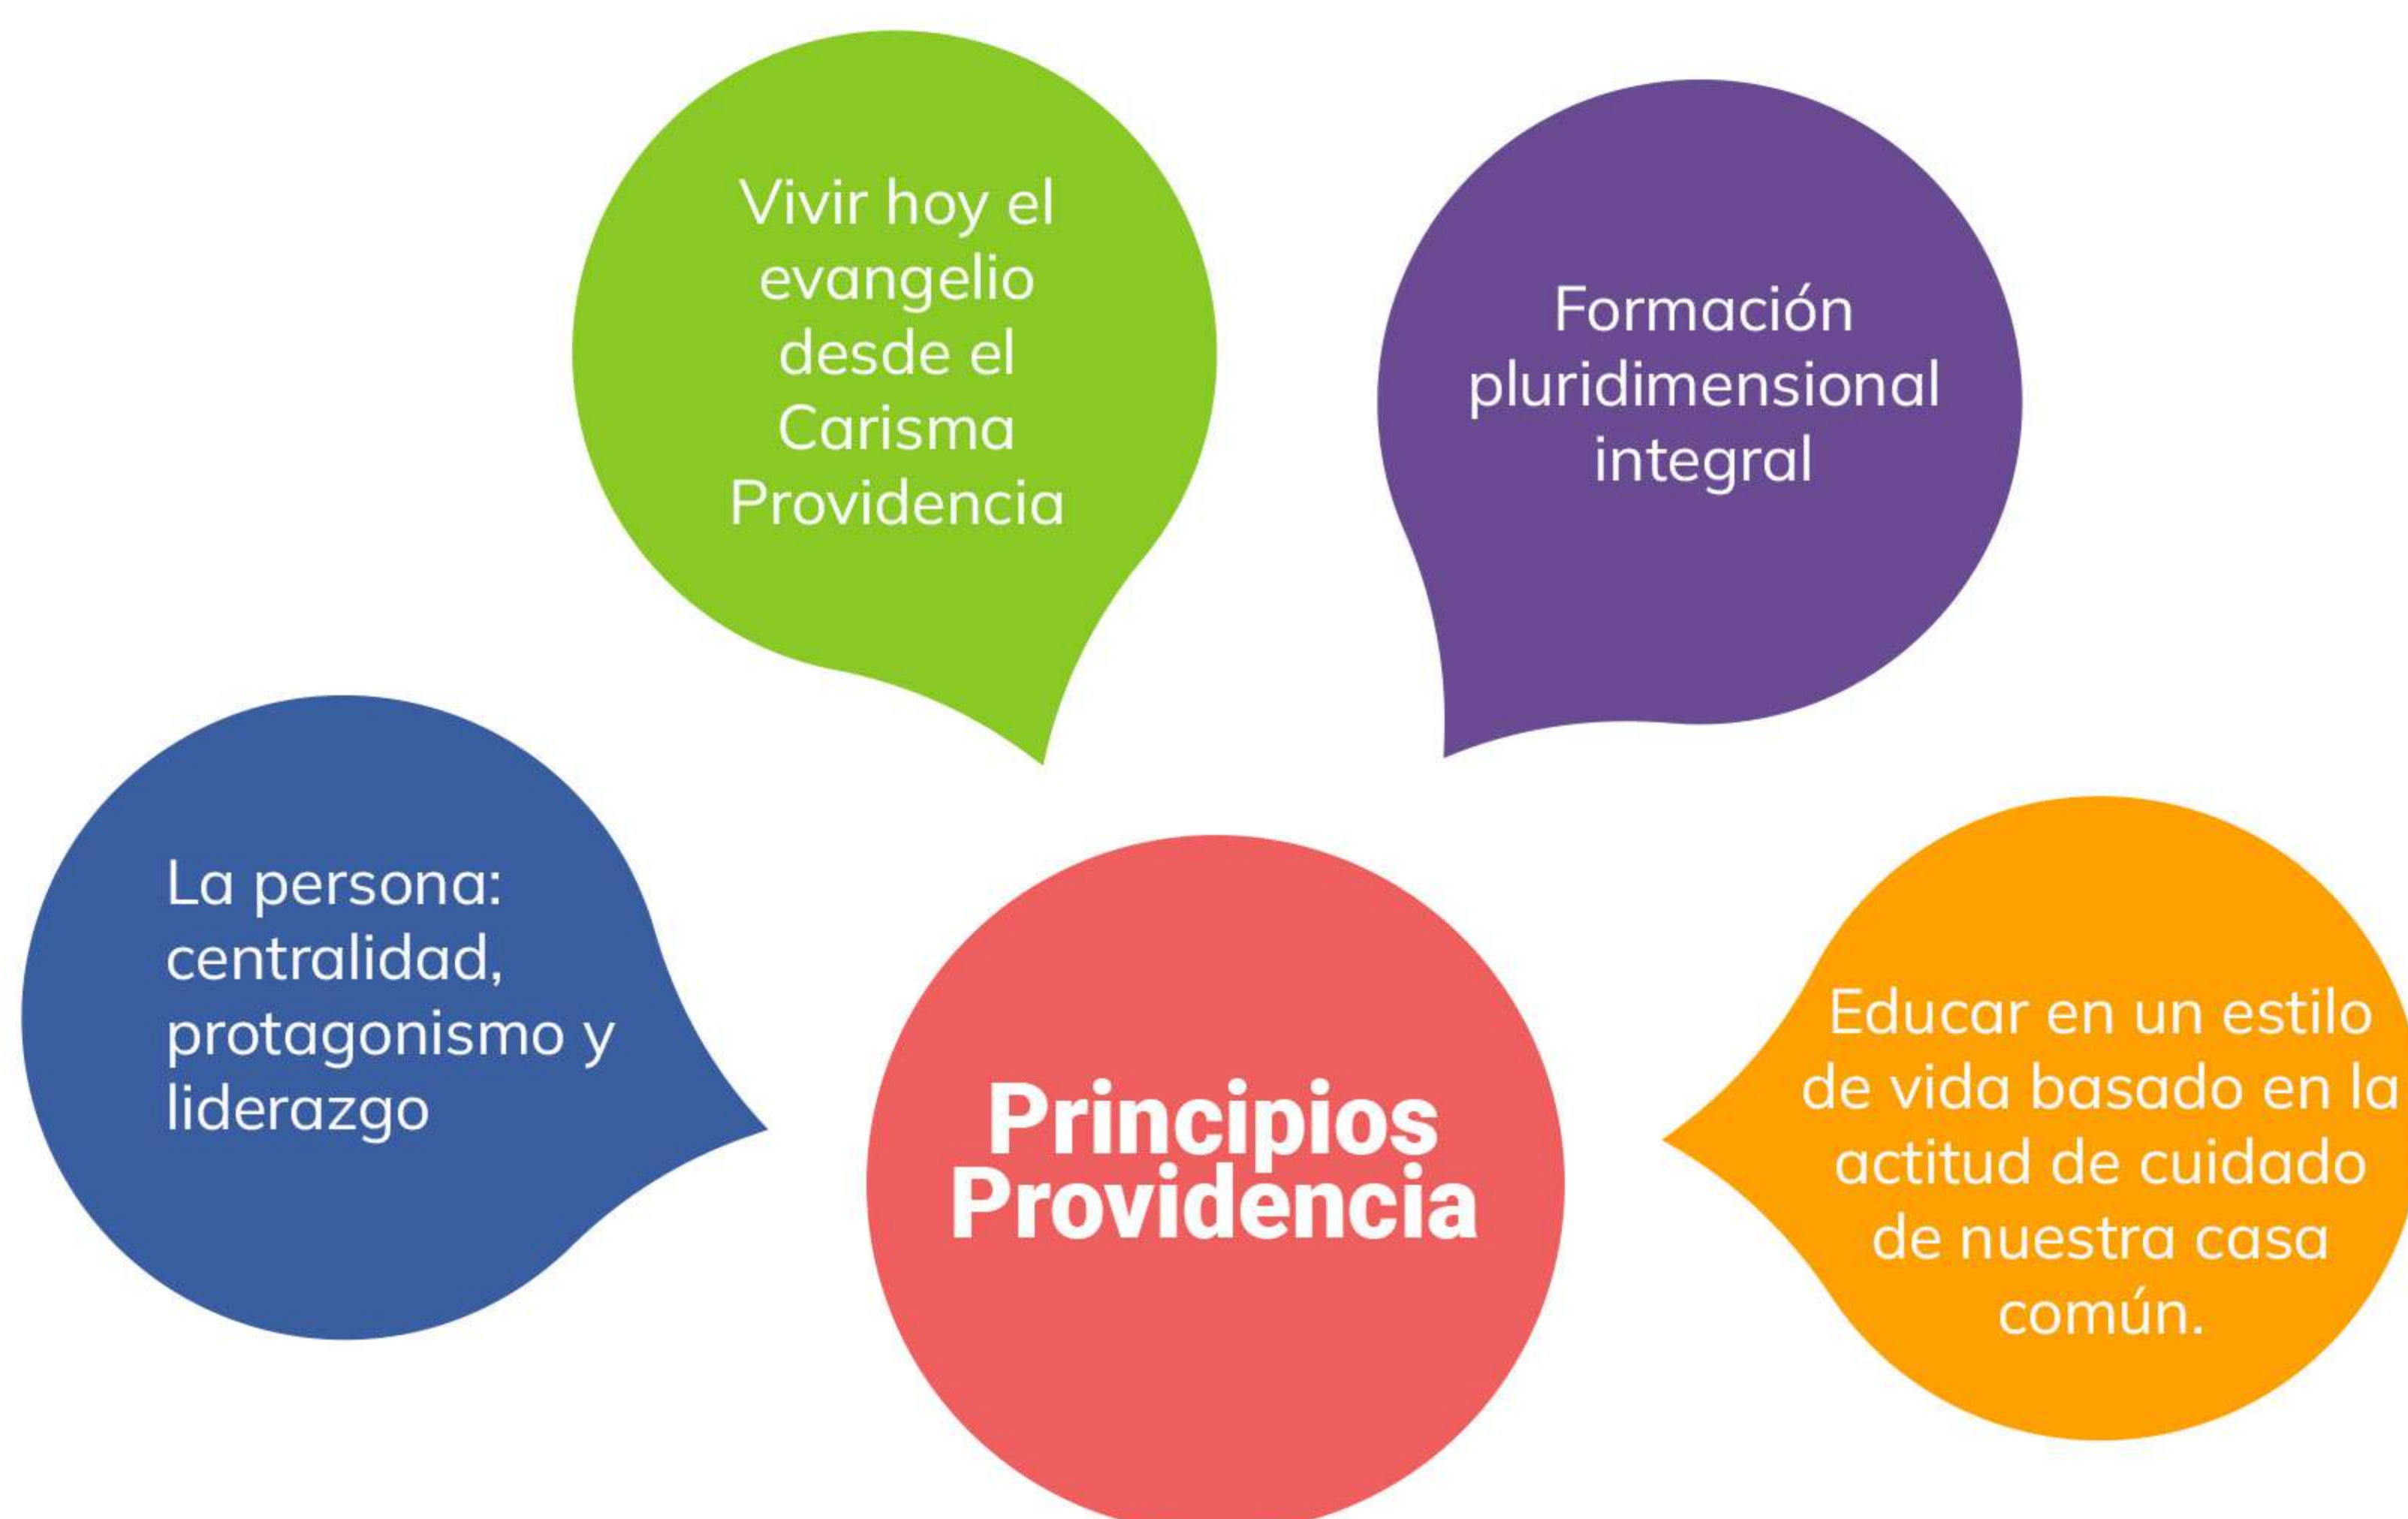 Vivir hoy el
evangelio
desde el
Carisma
Providencia
Formación
pluridimensional
integral
La persona:
centralidad,
protagonismo y
liderazgo
Principios
Providencia
Educar en un estilo
de vida basado en la
actitud de cuidado
de nuestra casa
común.